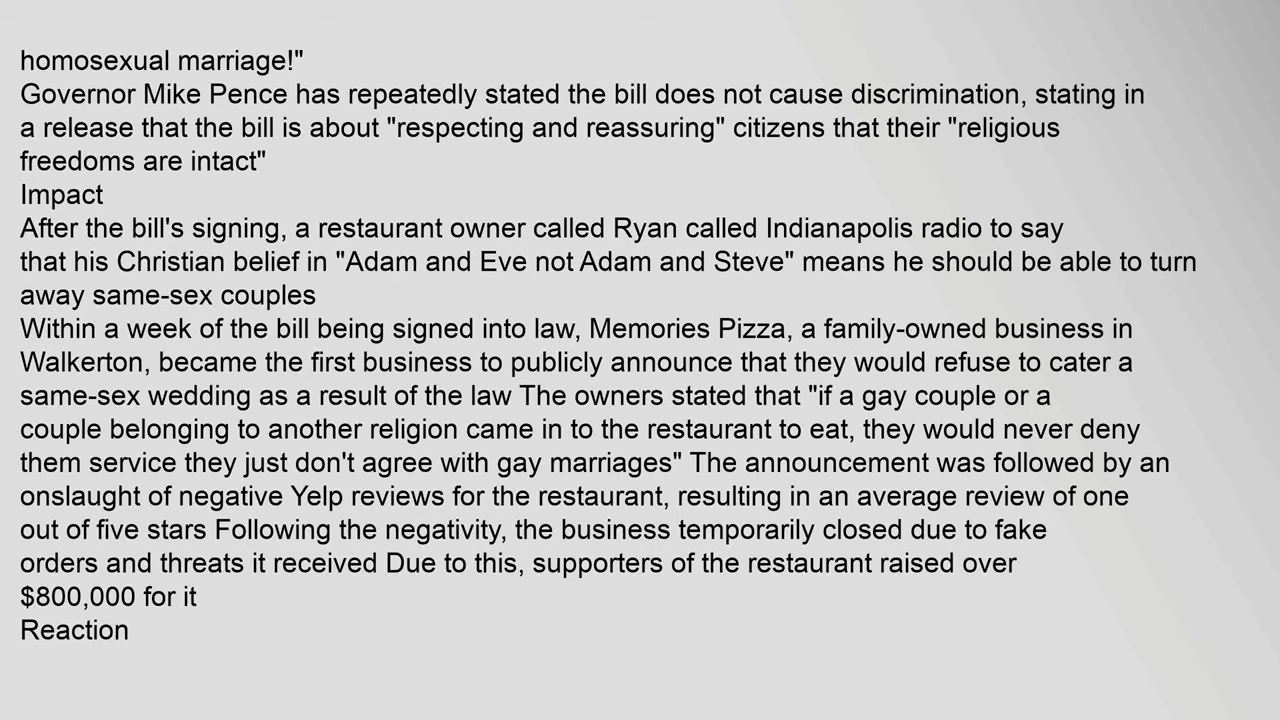 homosexual marriage!"
Governor Mike Pence has repeatedly stated the bill does not cause discrimination, stating in
a release that the bill is about "respecting and reassuring" citizens that their "religious
freedoms are intact"
Impact
After the bill's signing, a restaurant owner called Ryan called Indianapolis radio to say
that his Christian belief in "Adam and Eve not Adam and Steve" means he should be able to turn
away same-sex couples
Within a week of the bill being signed into law, Memories Pizza, a family-owned business in
Walkerton, became the first business to publicly announce that they would refuse to cater a
same-sex wedding as a result of the law The owners stated that "if a gay couple or a
couple belonging to another religion came in to the restaurant to eat, they would never deny
them service they just don't agree with gay marriages" The announcement was followed by an
onslaught of negative Yelp reviews for the restaurant, resulting in an average review of one
out of five stars Following the negativity, the business temporarily closed due to fake
orders and threats it received Due to this, supporters of the restaurant raised over
$800,000 for it
Reaction